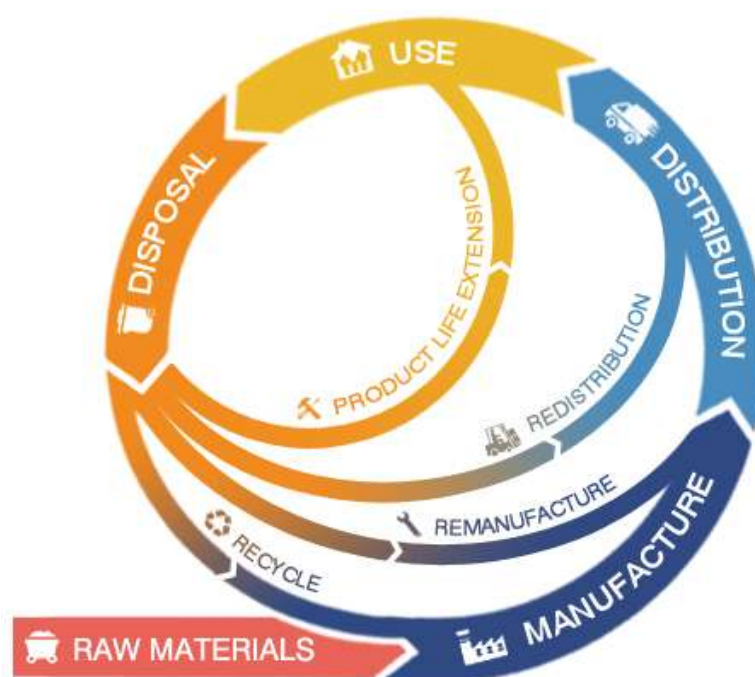 USE
DISTRIBUTION
DISPOSAL
PRODUCT LIFE EXTENSION
REDISTRIBUTION
REMANUFACTURE
RECYCLE
MANUFACTURE
RAW MATERIALS